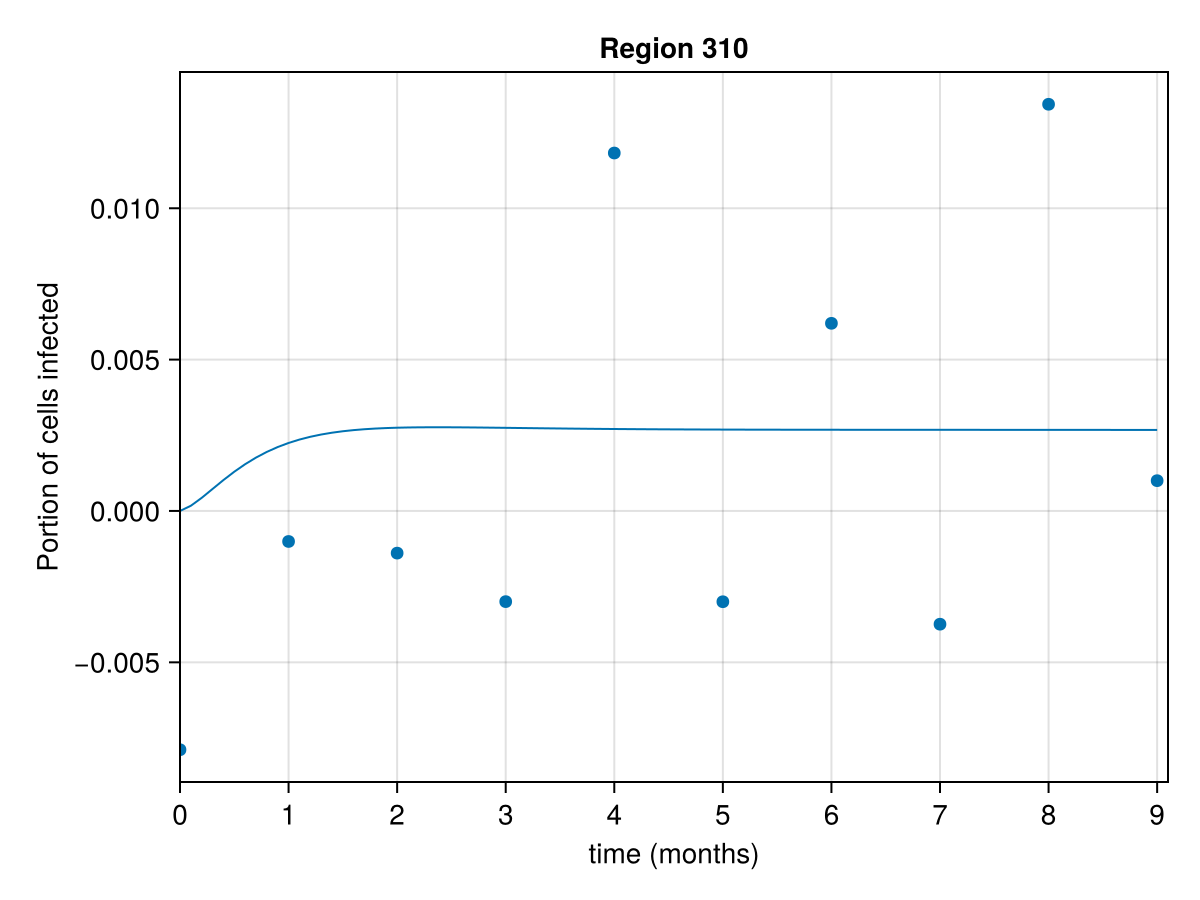 Region 310
Portion of cells infected
0.010
0.005
0.000
−0.005
0 1 2 3 4 5 6 7 8 9
time (months)